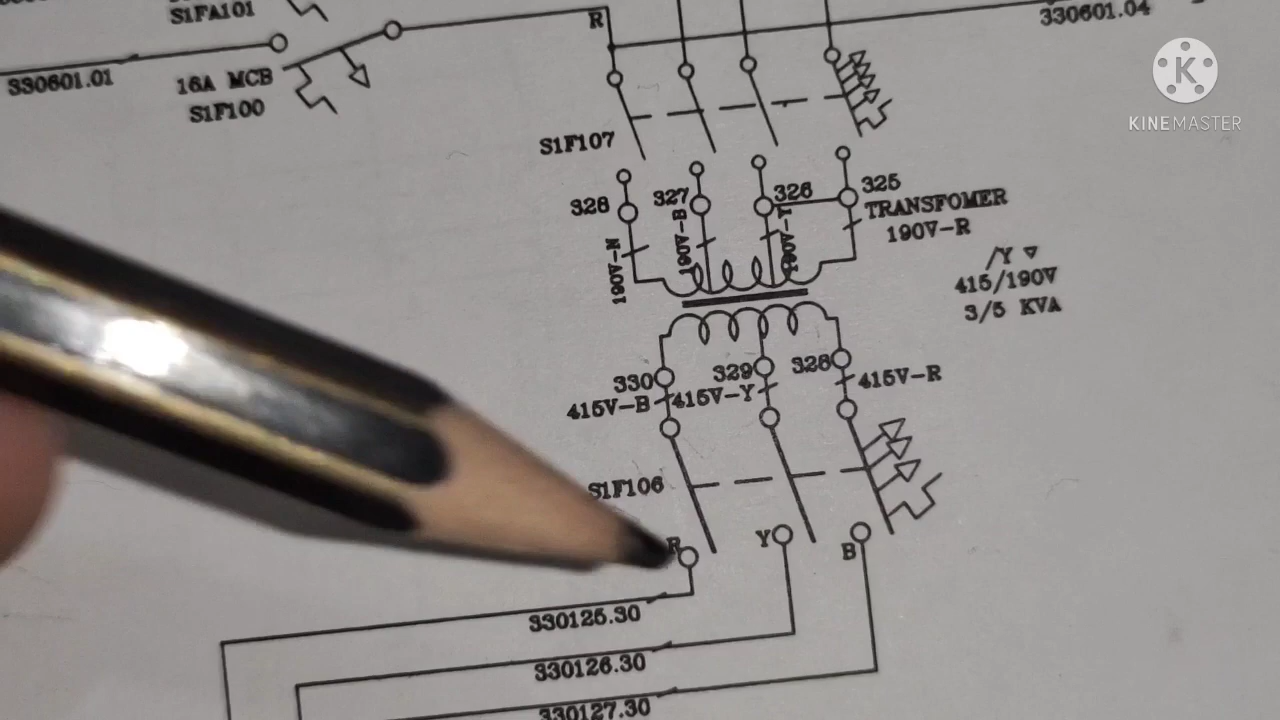 S1FA101
330601.01
16A MCB
S1F100
R
330601.04
KINEMASTER
S1F107
328
327
326
325
TRANSFOMER
190V-R
190V-N
190V-B
190V-Y
/Y ▽
415/190V
3/5 KVA
330
329
328
415V-B
415V-Y
415V-R
S1F106
R
Y
B
330125.30
330126.30
330127.30